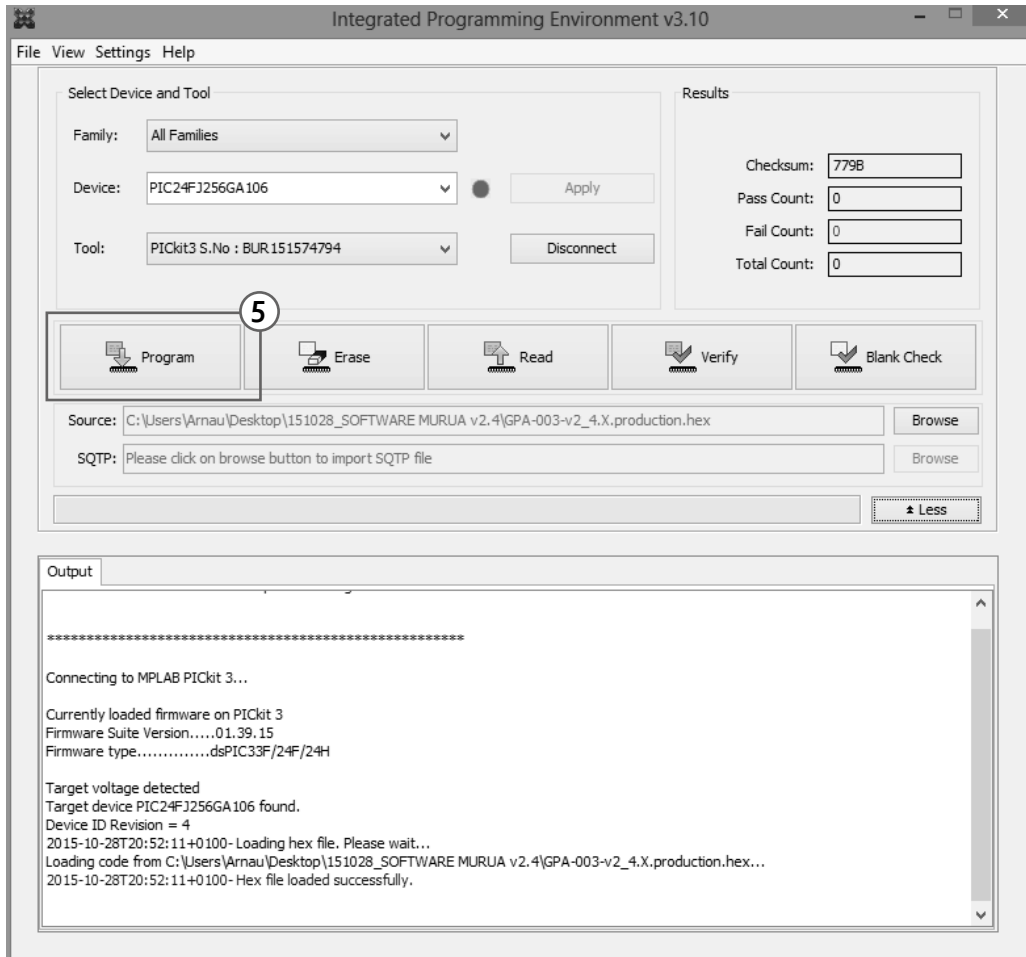 Integrated Programming Environment v3.10
File View Settings Help
Select Device and Tool
Family: All Families
Device: PIC24FJ256GA106 Apply
Tool: PICkit3 S.No : BUR151574794 Disconnect
Results
Checksum: 779B
Pass Count: 0
Fail Count: 0
Total Count: 0
5
Program Erase Read Verify Blank Check
Source: C:\Users\Arnau\Desktop\151028_SOFTWARE MURUA v2.4\GPA-003-v2_4.X.production.hex Browse
SQTP: Please click on browse button to import SQTP file Browse
Less
Output
*****************************************************
Connecting to MPLAB PICkit 3...
Currently loaded firmware on PICkit 3
Firmware Suite Version.....01.39.15
Firmware type..............dsPIC33F/24F/24H
Target voltage detected
Target device PIC24FJ256GA106 found.
Device ID Revision = 4
2015-10-28T20:52:11+0100- Loading hex file. Please wait...
Loading code from C:\Users\Arnau\Desktop\151028_SOFTWARE MURUA v2.4\GPA-003-v2_4.X.production.hex...
2015-10-28T20:52:11+0100- Hex file loaded successfully.